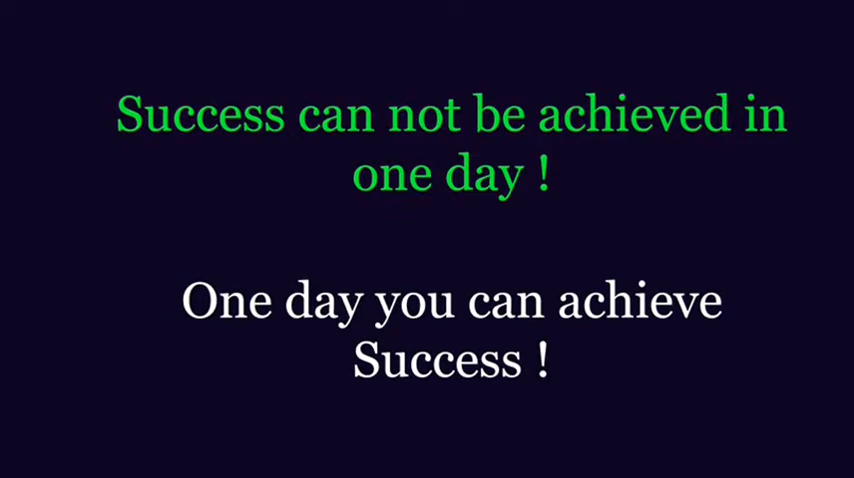 Success can not be achieved in
one day !
One day you can achieve
Success !